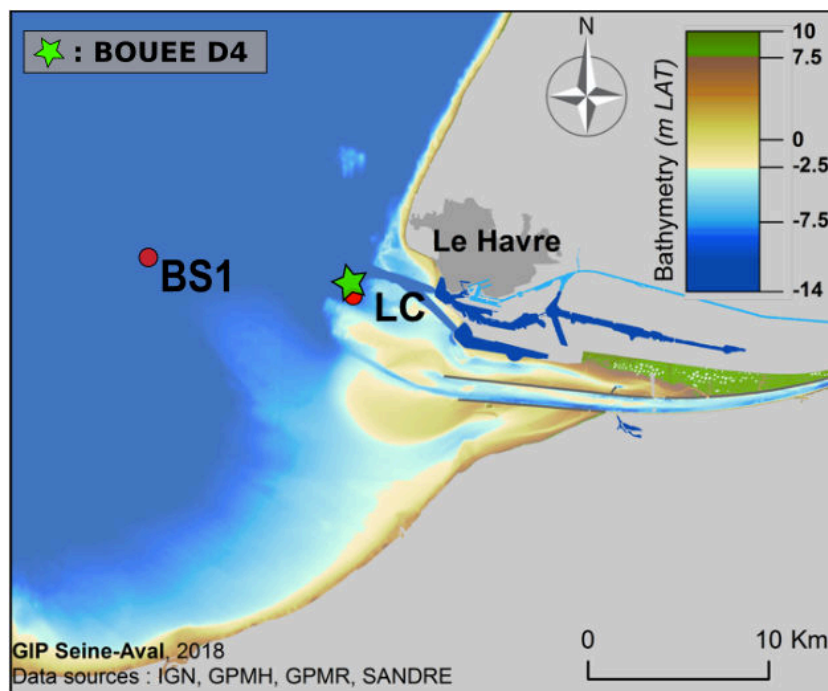 : BOUEE D4
N
10
7.5
0
-2.5
-7.5
-14
Bathymetry (m LAT)
Le Havre
BS1
LC
0 10 Km
GIP Seine-Aval, 2018
Data sources : IGN, GPMH, GPMR, SANDRE